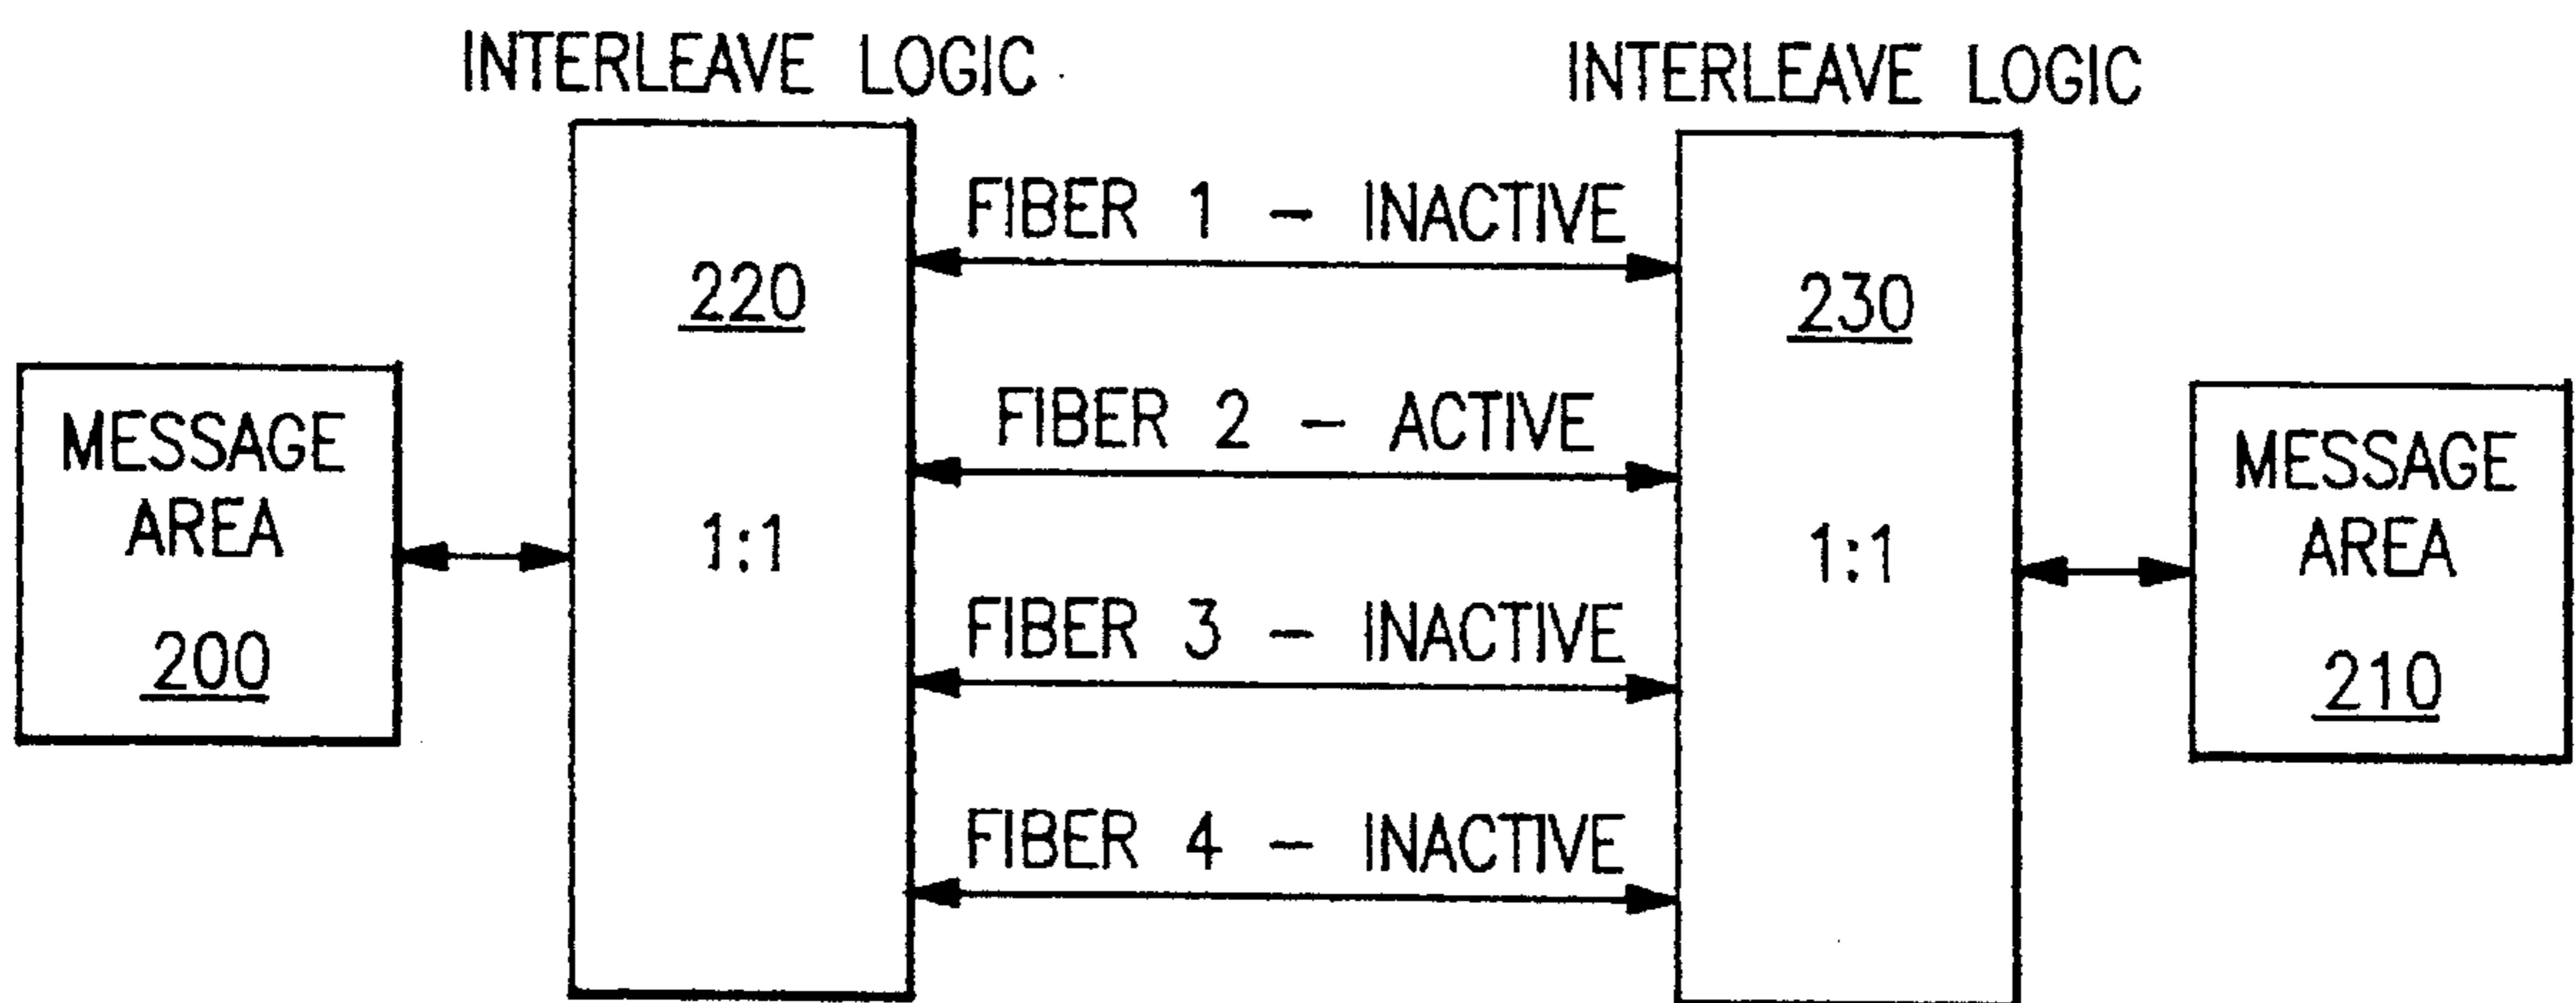 INTERLEAVE LOGIC
INTERLEAVE LOGIC
FIBER 1 – INACTIVE
220
230
FIBER 2 – ACTIVE
MESSAGE
AREA
200
1:1
1:1
MESSAGE
AREA
210
FIBER 3 – INACTIVE
FIBER 4 – INACTIVE